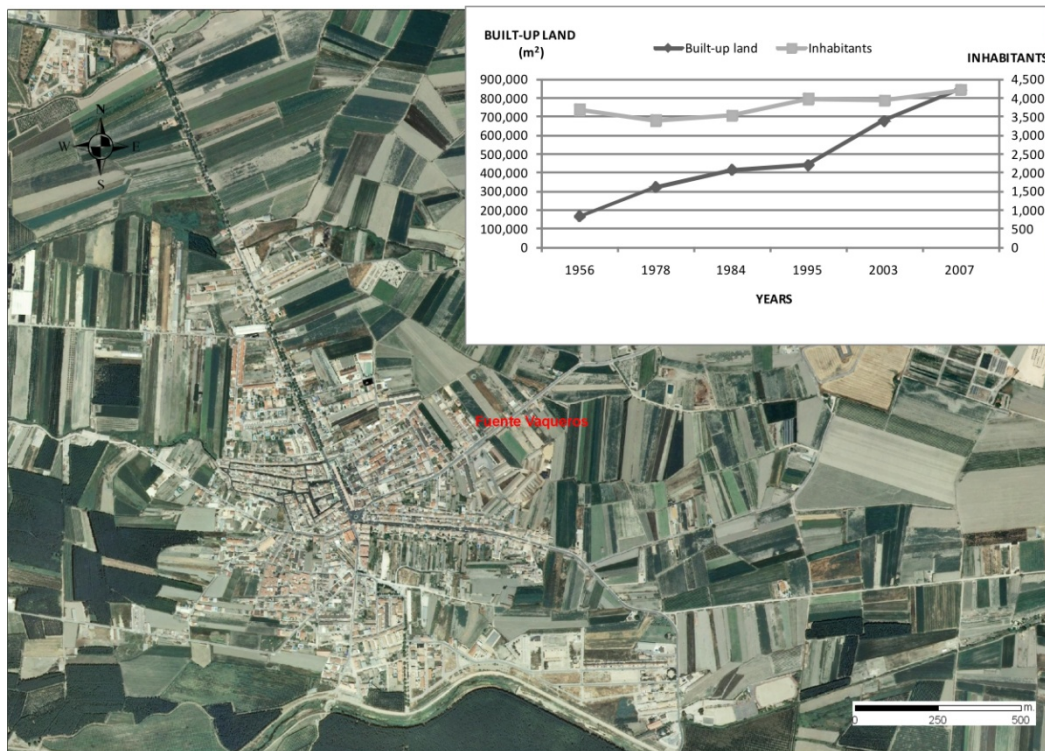 BUILT-UP LAND
(m²)
Built-up land
Inhabitants
INHABITANTS
900,000
800,000
700,000
600,000
500,000
400,000
300,000
200,000
100,000
0
4,500
4,000
3,500
3,000
2,500
2,000
1,500
1,000
500
0
1956 1978 1984 1995 2003 2007
YEARS
N
W E
S
Fuente Vaqueros
m.
0 250 500